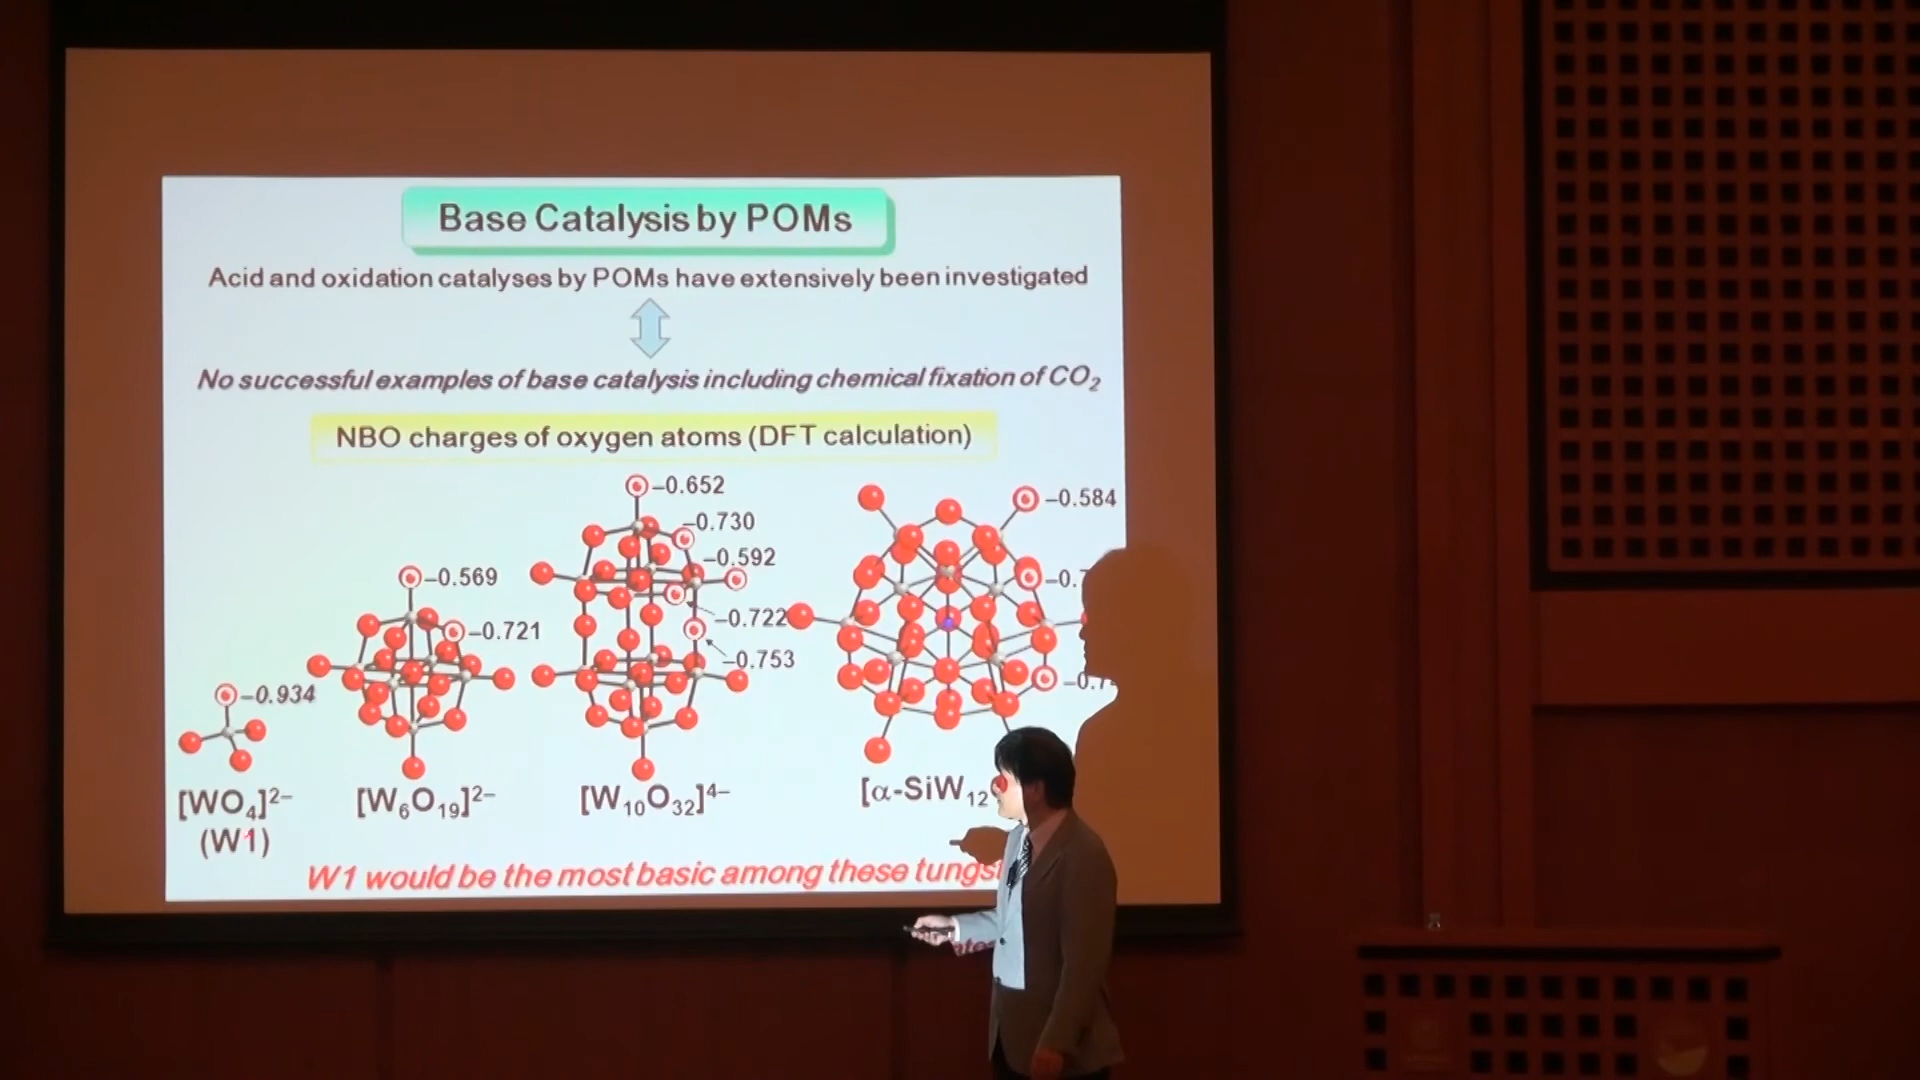 Base Catalysis by POMs
Acid and oxidation catalyses by POMs have extensively been investigated
No successful examples of base catalysis including chemical fixation of CO₂
NBO charges of oxygen atoms (DFT calculation)
–0.652
–0.584
–0.730
–0.592
–0.569
–0.722
–0.721
–0.753
–0.934
[WO₄]²⁻
[W₆O₁₉]²⁻
[W₁₀O₃₂]⁴⁻
[α-SiW₁₂
(W1)
W1 would be the most basic among these